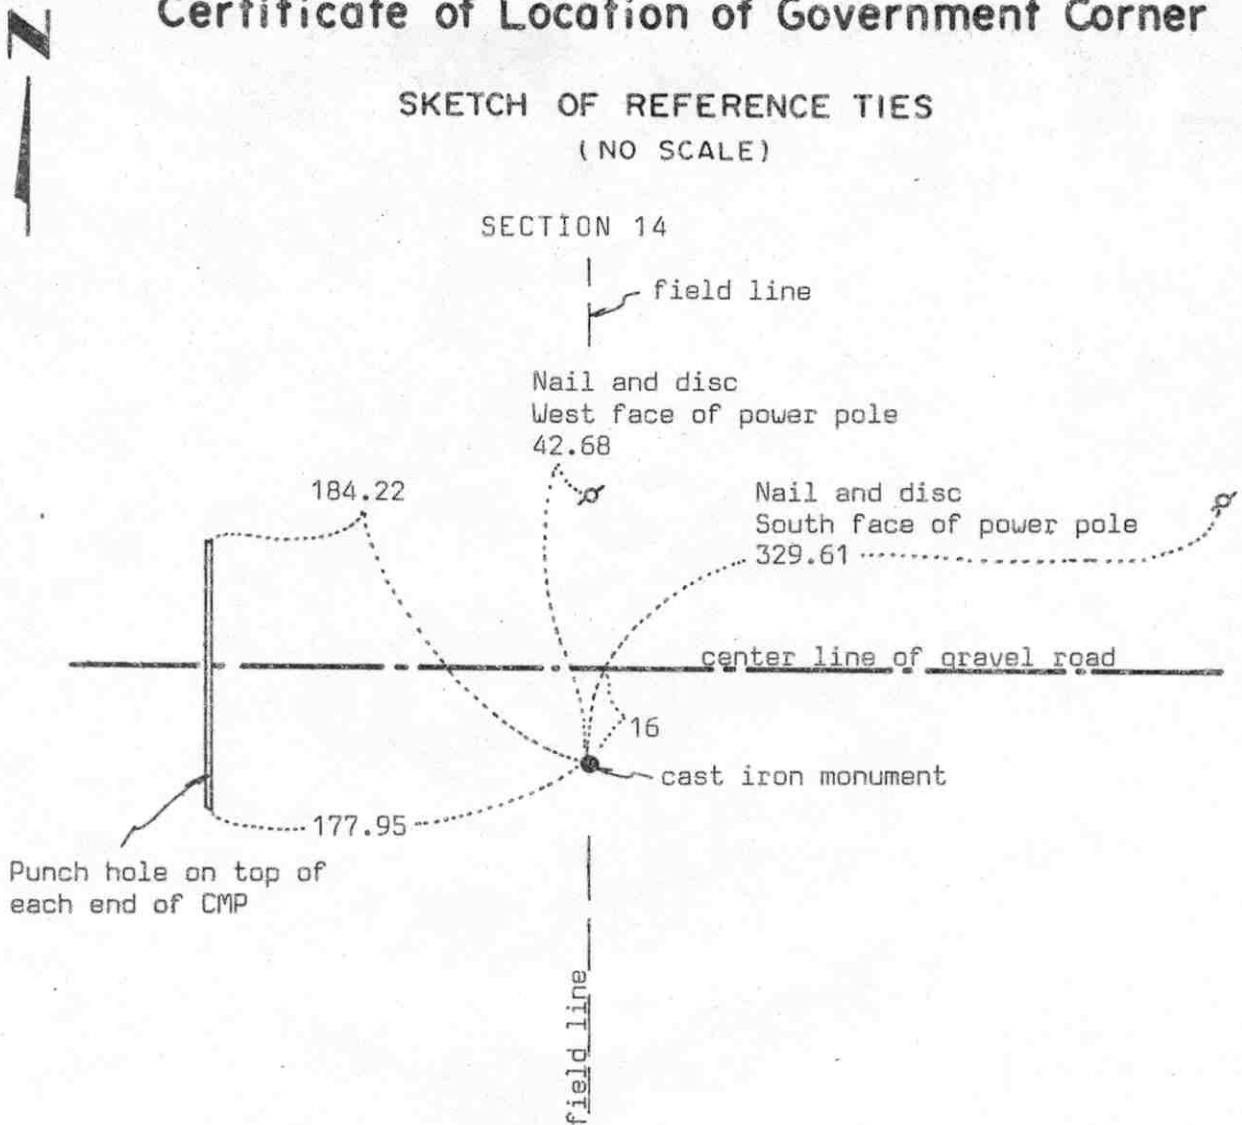 N
Certificate of Location of Government Corner
SKETCH OF REFERENCE TIES
(NO SCALE)
SECTION 14
field line
Nail and disc
West face of power pole
42.68
184.22
Nail and disc
South face of power pole
329.61
center line of gravel road
16
cast iron monument
177.95
Punch hole on top of
each end of CMP
field line